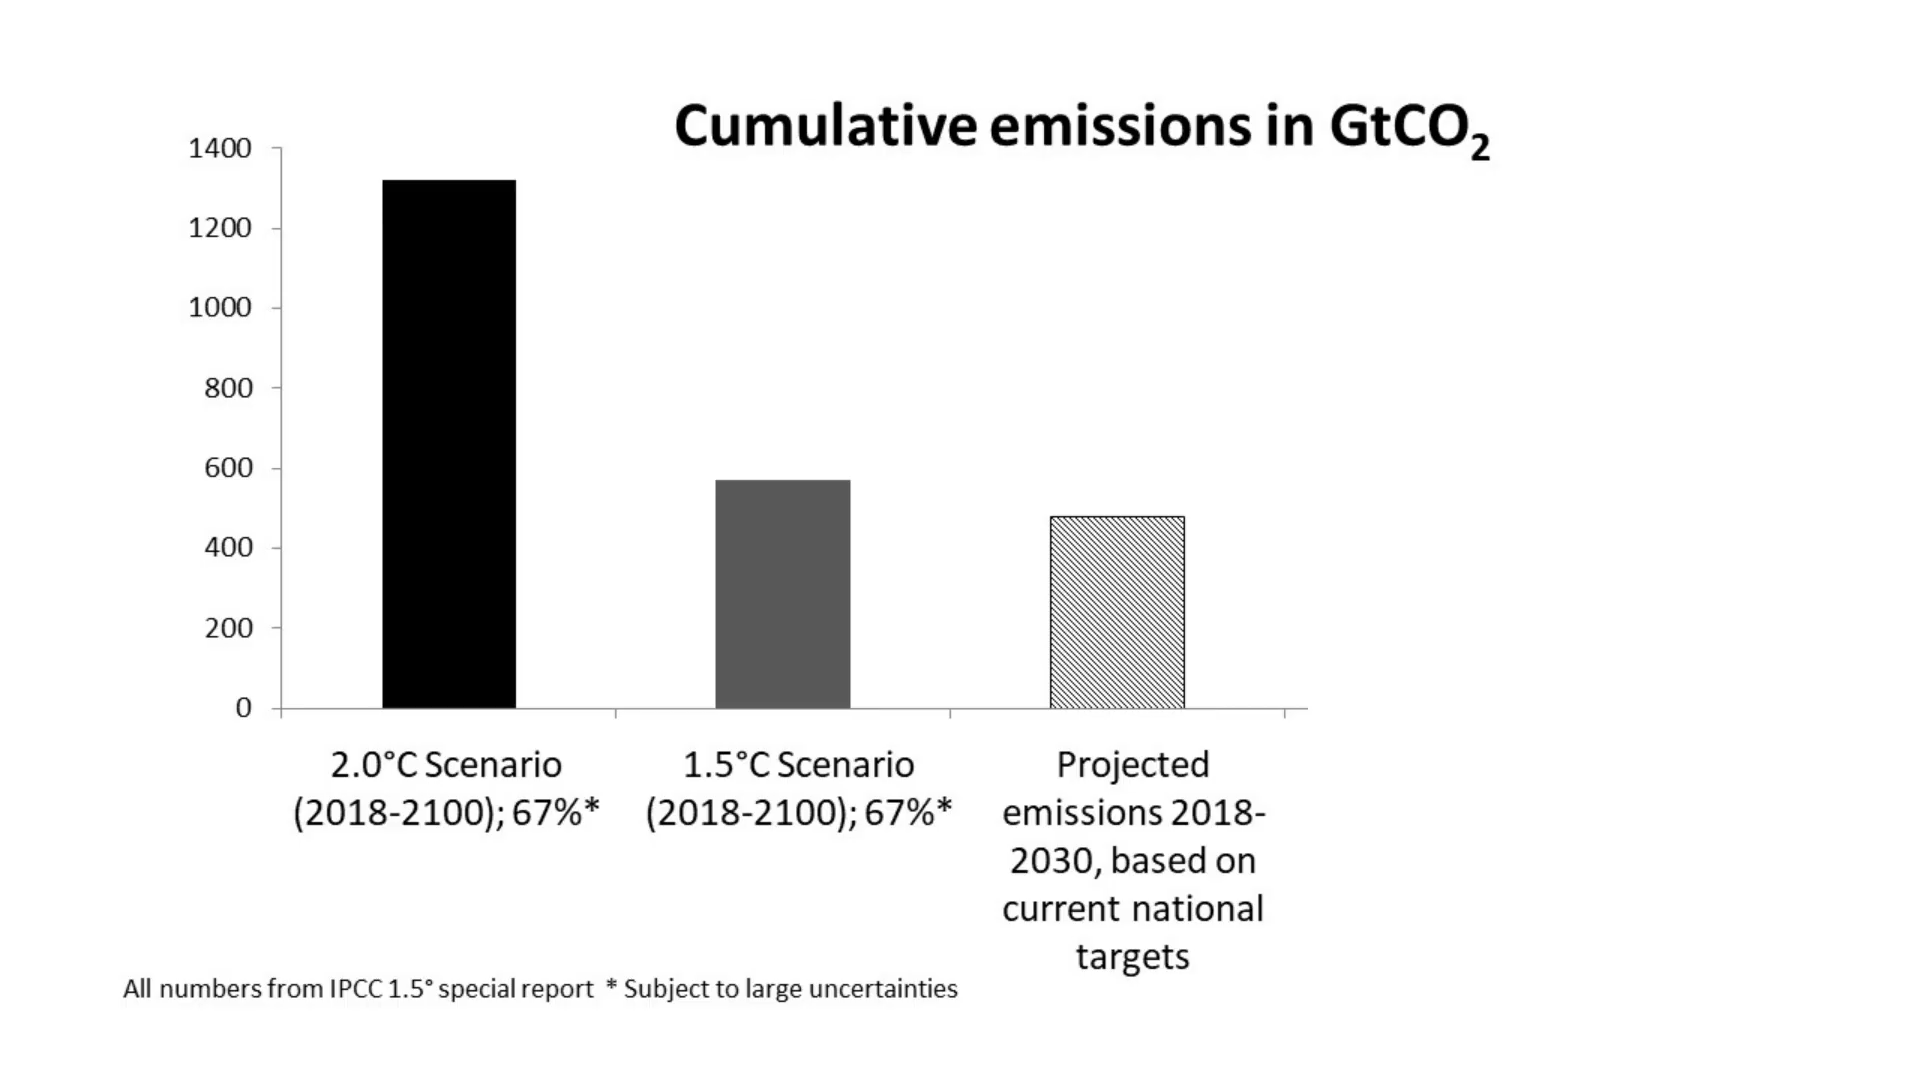 Cumulative emissions in GtCO₂
1400
1200
1000
800
600
400
200
0
2.0°C Scenario
(2018-2100); 67%*
1.5°C Scenario
(2018-2100); 67%*
Projected
emissions 2018-
2030, based on
current national
targets
All numbers from IPCC 1.5° special report * Subject to large uncertainties